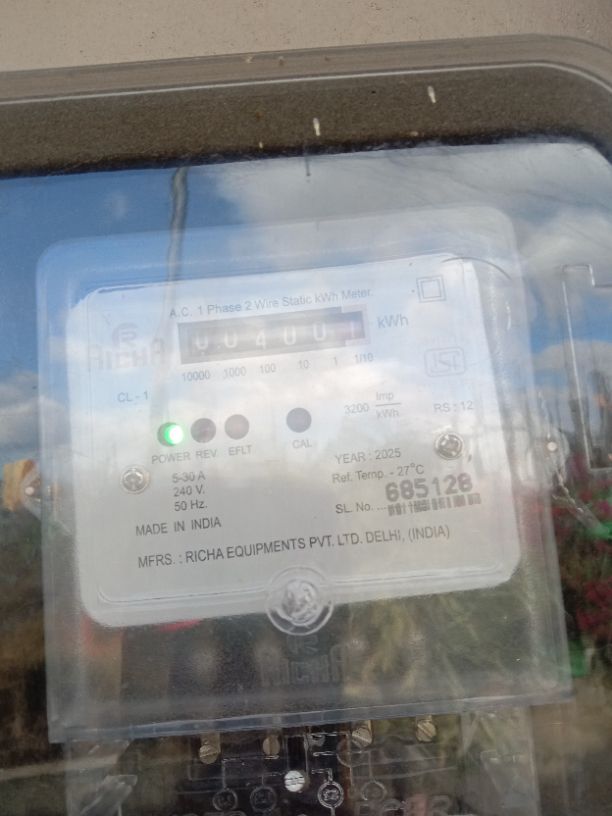 A.C. 1 Phase 2 Wire Static kWh Meter
kWh
RICHA
10000 1000 100 10 1 1/10
CL - 1
3200 Imp/kWh
RS : 12
POWER REV. EFLT
CAL
5-30 A
240 V.
50 Hz.
YEAR : 2025
Ref. Temp. - 27°C
685128
SL. No. ...
MADE IN INDIA
MFRS. : RICHA EQUIPMENTS PVT. LTD. DELHI, (INDIA)
RICHA